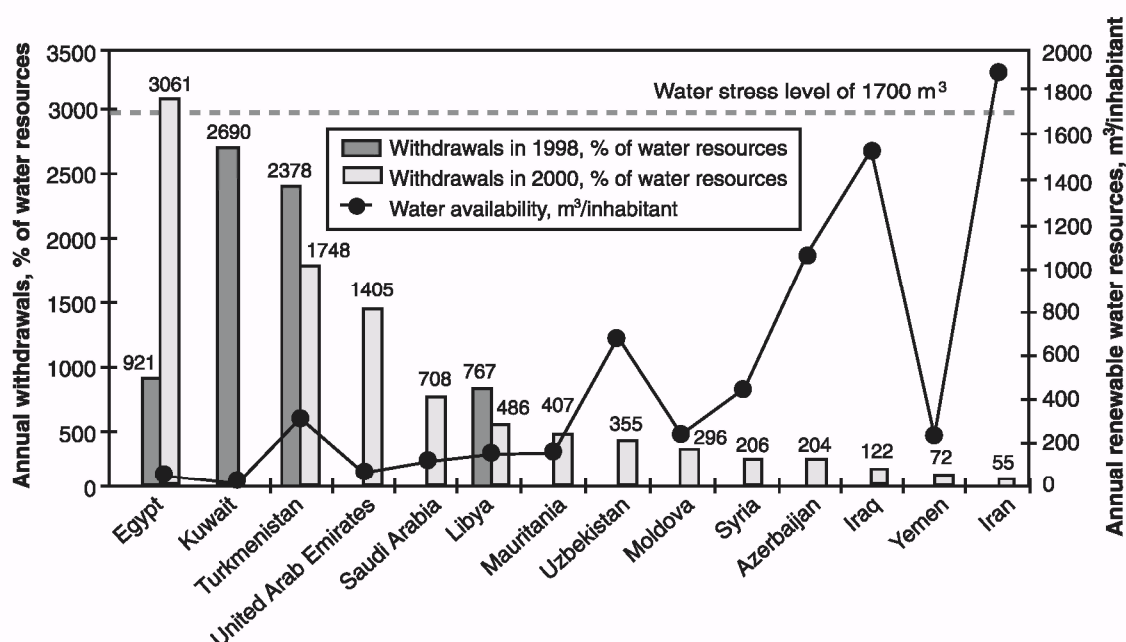 Annual withdrawals, % of water resources
3500
3000
2500
2000
1500
1000
500
0
3061
2690
2378
1748
1405
921
708
767
486
407
355
296
206
204
122
72
55
Water stress level of 1700 m³
Withdrawals in 1998, % of water resources
Withdrawals in 2000, % of water resources
Water availability, m³/inhabitant
2000
1800
1600
1400
1200
1000
800
600
400
200
0
Annual renewable water resources, m³/inhabitant
Egypt
Kuwait
Turkmenistan
United Arab Emirates
Saudi Arabia
Libya
Mauritania
Uzbekistan
Moldova
Syria
Azerbaijan
Iraq
Yemen
Iran